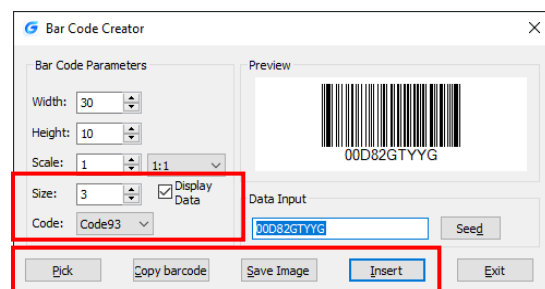 Bar Code Creator
Bar Code Parameters
Width: 30
Height: 10
Scale: 1 1:1
Size: 3 Display Data
Code: Code93
Preview
00D82GTYYG
Data Input
00D82GTYYG Seed
Pick Copy barcode Save Image Insert Exit